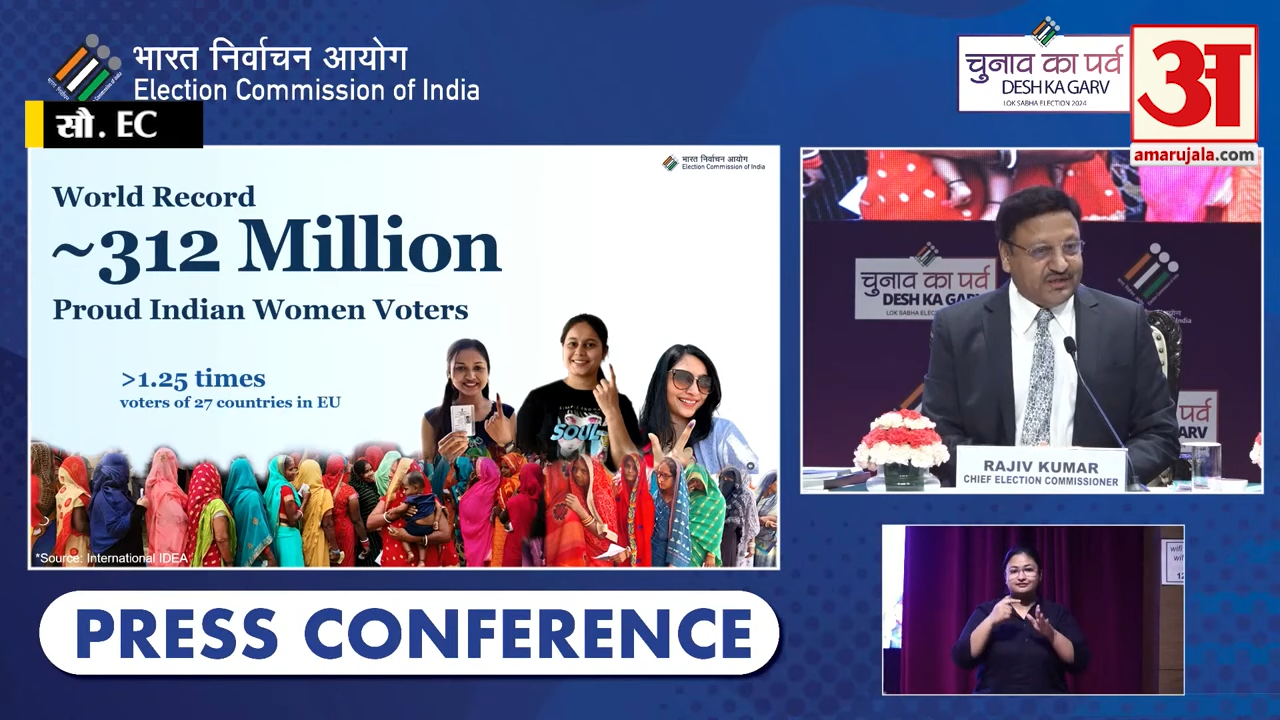 भारत निर्वाचन आयोग
Election Commission of India
सौ. EC
चुनाव का पर्व
DESH KA GARV
LOK SABHA ELECTION 2024
अ
amarujala.com
भारत निर्वाचन आयोग
Election Commission of India
World Record
~312 Million
Proud Indian Women Voters
>1.25 times
voters of 27 countries in EU
SOUL
*Source: International IDEA
चुनाव का पर्व
DESH KA GARV
LOK SABHA ELEC
पर्व
GARV
RAJIV KUMAR
CHIEF ELECTION COMMISSIONER
PRESS CONFERENCE